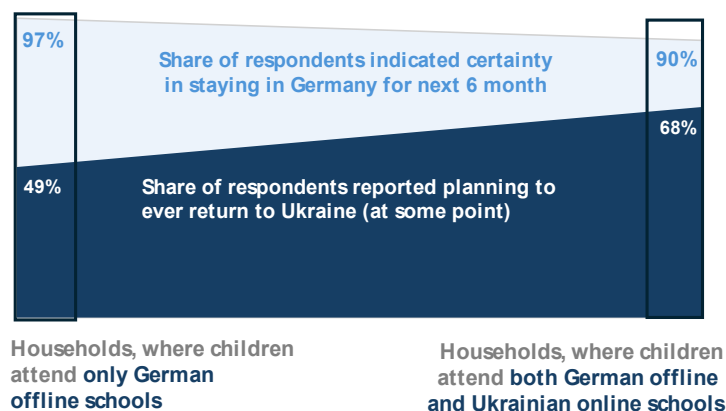 97%
Share of respondents indicated certainty
in staying in Germany for next 6 month
90%
68%
49%
Share of respondents reported planning to
ever return to Ukraine (at some point)
Households, where children
attend only German
offline schools
Households, where children
attend both German offline
and Ukrainian online schools